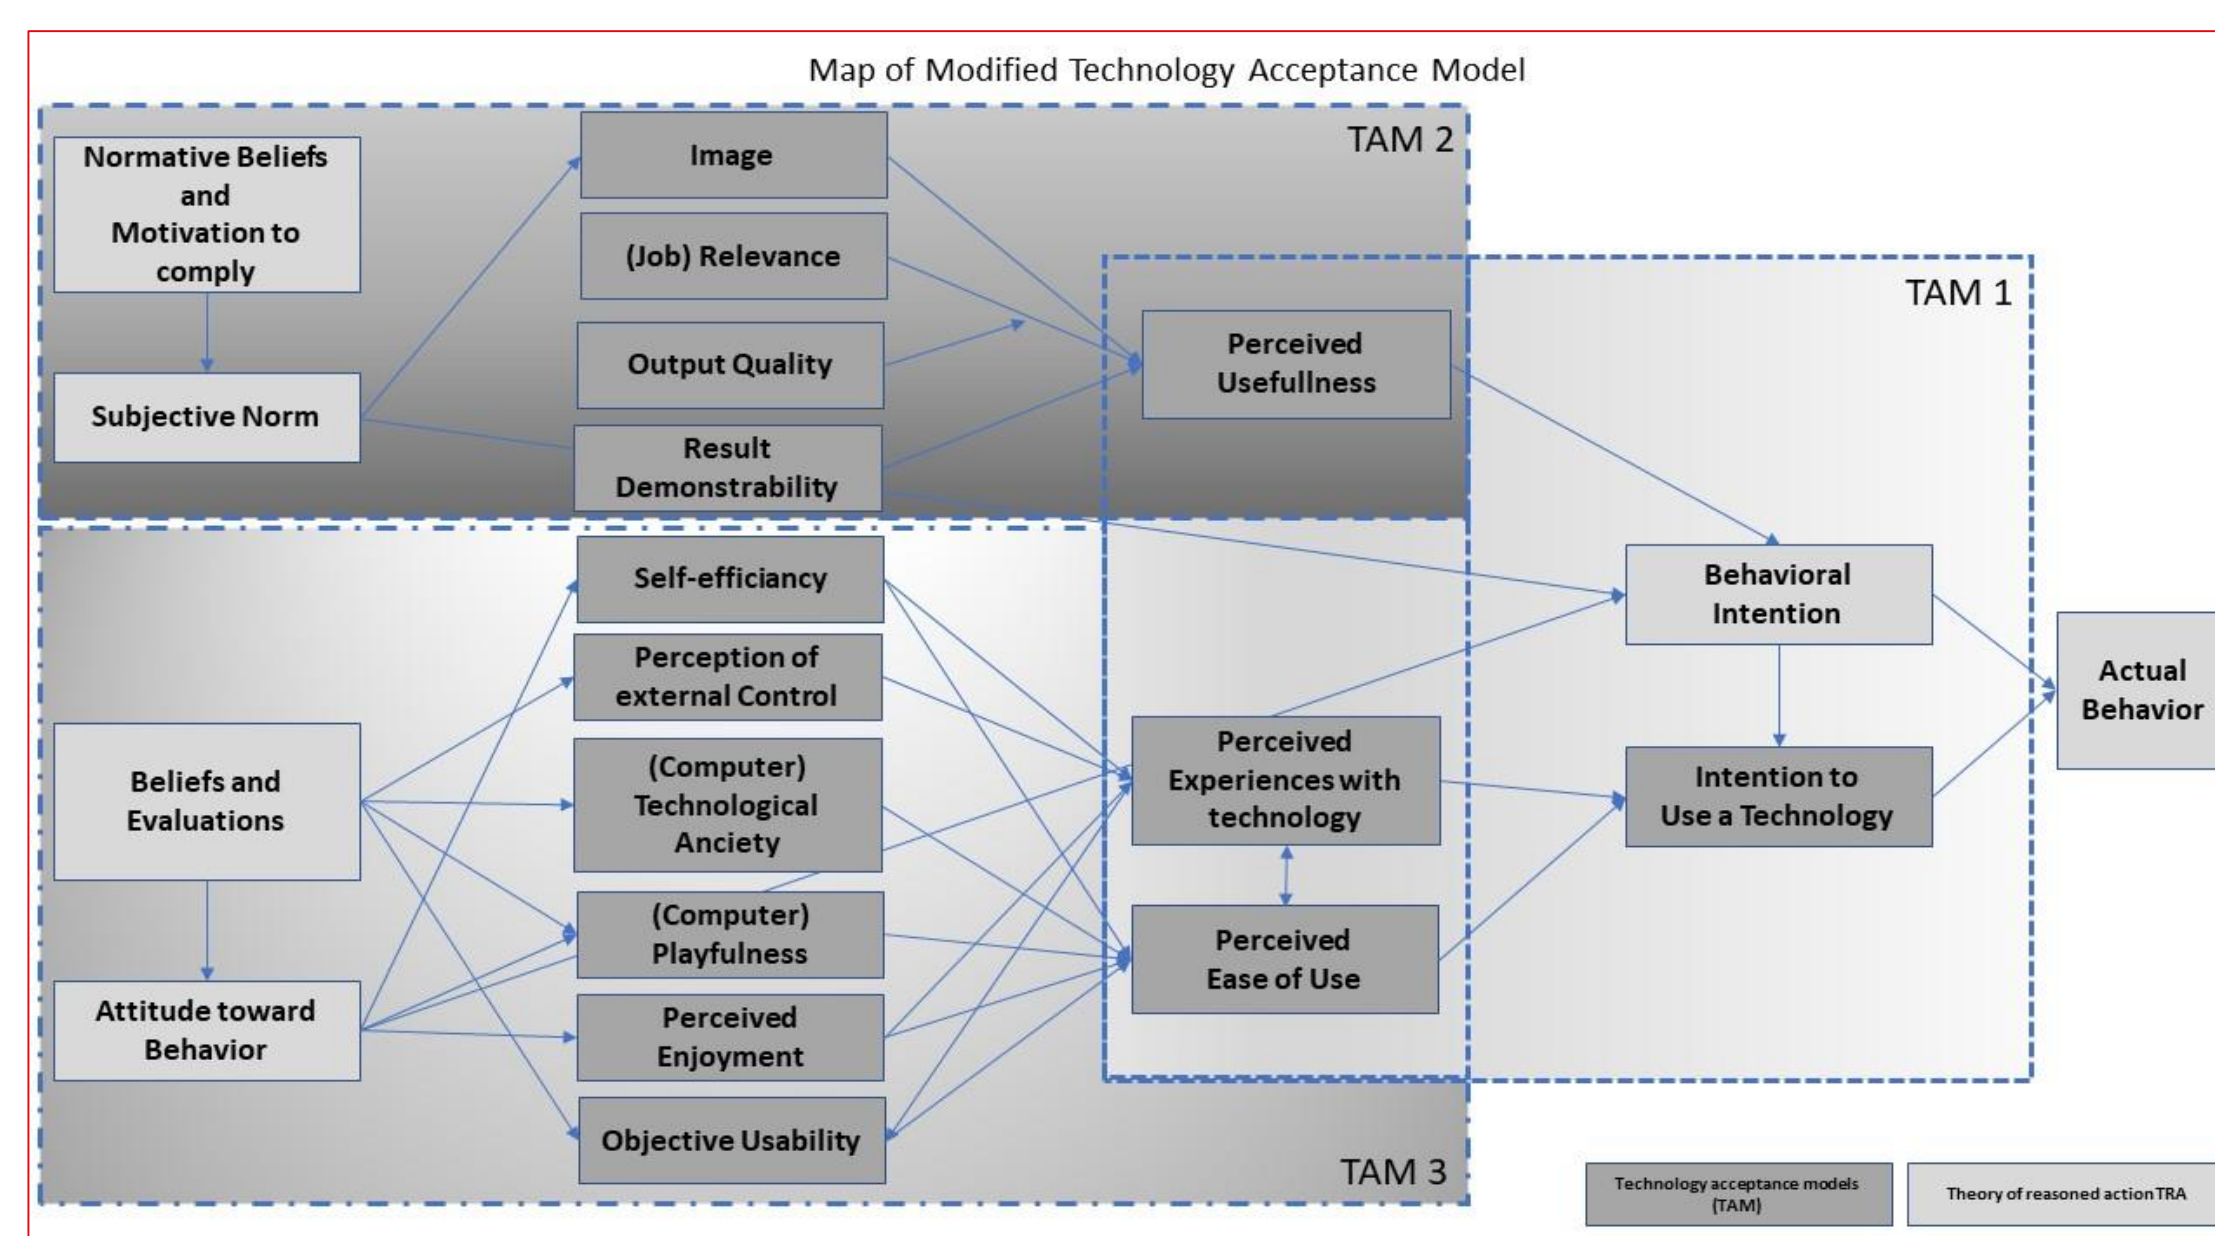 Map of Modified Technology Acceptance Model
TAM 2
Normative Beliefs
and
Motivation to
comply
Subjective Norm
Image
(Job) Relevance
Output Quality
Result
Demonstrability
Perceived
Usefullness
TAM 1
Behavioral
Intention
Intention to
Use a Technology
Actual
Behavior
Beliefs and
Evaluations
Attitude toward
Behavior
Self-efficiancy
Perception of
external Control
(Computer)
Technological
Anciety
(Computer)
Playfulness
Perceived
Enjoyment
Objective Usability
Perceived
Experiences with
technology
Perceived
Ease of Use
TAM 3
Technology acceptance models
(TAM)
Theory of reasoned action TRA